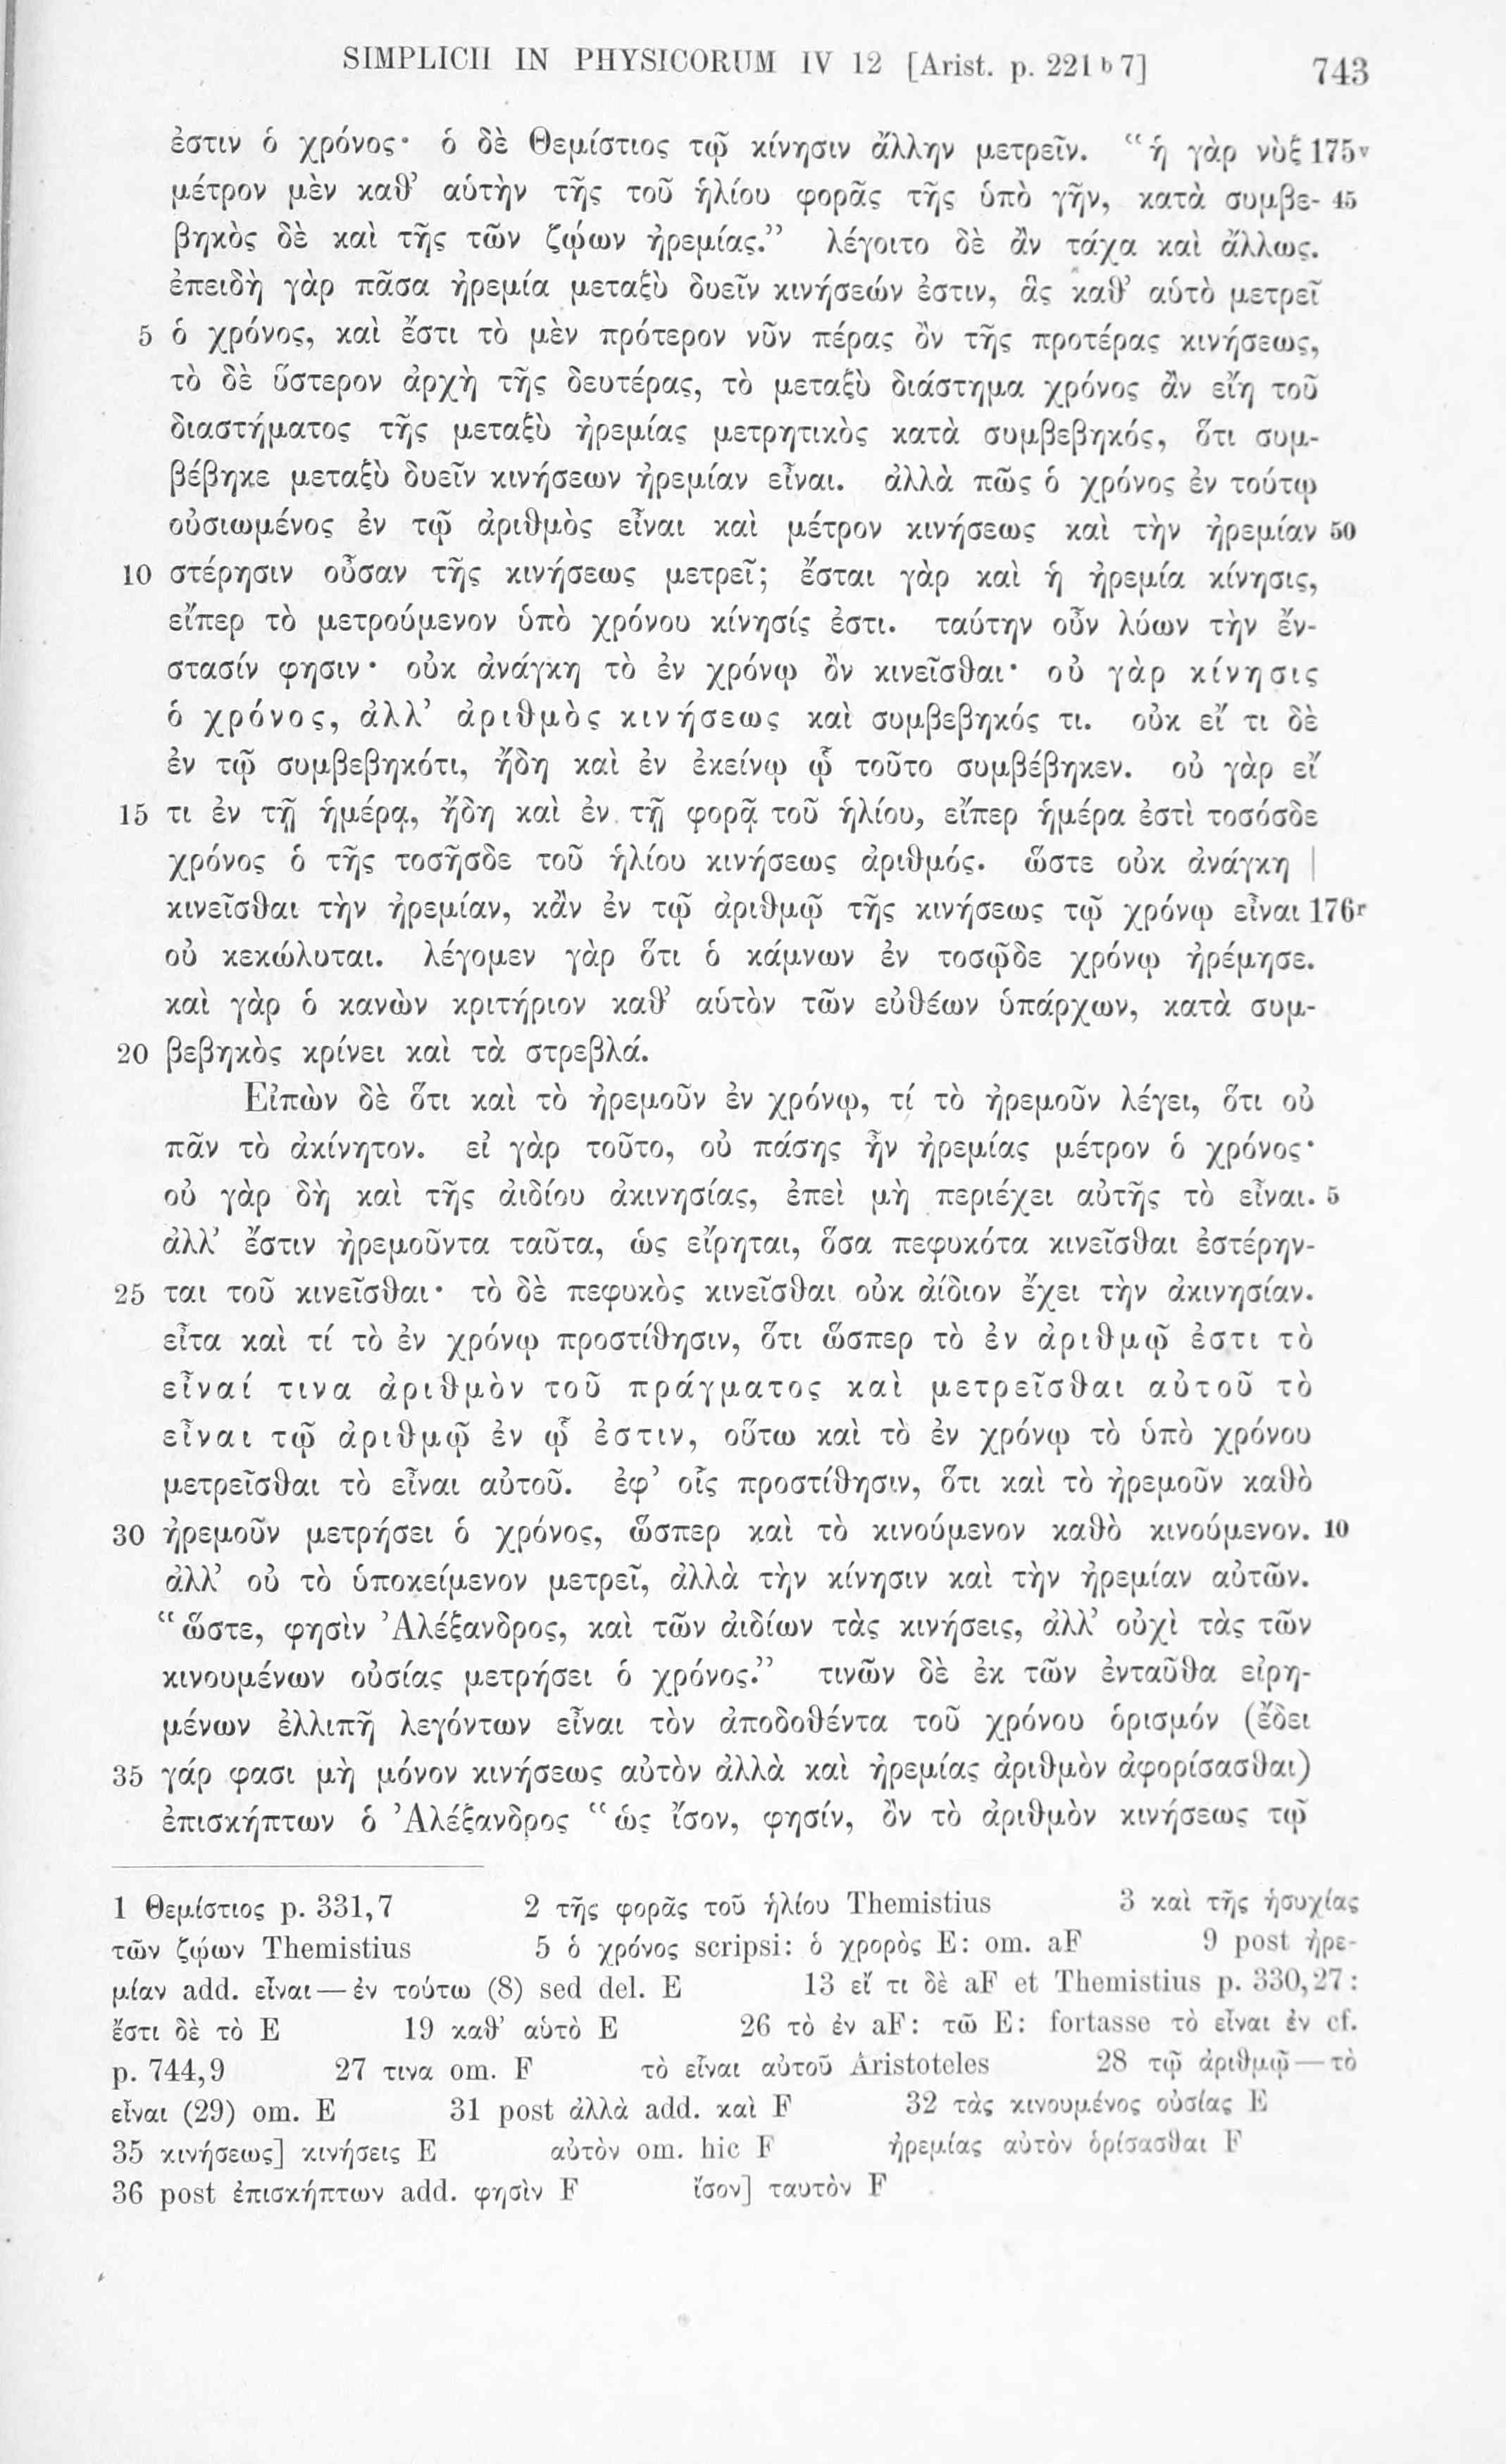 SIMPLICII IN PHYSICORUM IV 12 [Arist. p. 221 b 7] 743
ἐστιν ὁ χρόνος· ὁ δὲ Θεμίστιος τῷ κίνησιν ἄλλην μετρεῖν. “ἡ γὰρ νὺξ 175v
μέτρον μὲν καθ’ αὑτὴν τῆς τοῦ ἡλίου φορᾶς τῆς ὑπὸ γῆν, κατὰ συμβε- 45
βηκὸς δὲ καὶ τῆς τῶν ζῴων ἠρεμίας.” λέγοιτο δὲ ἂν τάχα καὶ ἄλλως.
ἐπειδὴ γὰρ πᾶσα ἠρεμία μεταξὺ δυεῖν κινήσεών ἐστιν, ἃς καθ’ αὑτὸ μετρεῖ
5 ὁ χρόνος, καὶ ἔστι τὸ μὲν πρότερον νῦν πέρας ὂν τῆς προτέρας κινήσεως,
τὸ δὲ ὕστερον ἀρχὴ τῆς δευτέρας, τὸ μεταξὺ διάστημα χρόνος ἂν εἴη τοῦ
διαστήματος τῆς μεταξὺ ἠρεμίας μετρητικὸς κατὰ συμβεβηκός, ὅτι συμ-
βέβηκε μεταξὺ δυεῖν κινήσεων ἠρεμίαν εἶναι. ἀλλὰ πῶς ὁ χρόνος ἐν τούτῳ
οὐσιωμένος ἐν τῷ ἀριθμὸς εἶναι καὶ μέτρον κινήσεως καὶ τὴν ἠρεμίαν 50
10 στέρησιν οὖσαν τῆς κινήσεως μετρεῖ; ἔσται γὰρ καὶ ἡ ἠρεμία κίνησις,
εἴπερ τὸ μετρούμενον ὑπὸ χρόνου κίνησίς ἐστι. ταύτην οὖν λύων τὴν ἔν-
στασίν φησιν· οὐκ ἀνάγκη τὸ ἐν χρόνῳ ὂν κινεῖσθαι· οὐ γὰρ κίνησις
ὁ χρόνος, ἀλλ’ ἀριθμὸς κινήσεως καὶ συμβεβηκός τι. οὐκ εἴ τι δὲ
ἐν τῷ συμβεβηκότι, ἤδη καὶ ἐν ἐκείνῳ ᾧ τοῦτο συμβέβηκεν. οὐ γὰρ εἴ
15 τι ἐν τῇ ἡμέρᾳ, ἤδη καὶ ἐν τῇ φορᾷ τοῦ ἡλίου, εἴπερ ἡμέρα ἐστὶ τοσόσδε
χρόνος ὁ τῆς τοσῆσδε τοῦ ἡλίου κινήσεως ἀριθμός. ὥστε οὐκ ἀνάγκη |
κινεῖσθαι τὴν ἠρεμίαν, κἂν ἐν τῷ ἀριθμῷ τῆς κινήσεως τῷ χρόνῳ εἶναι 176r
οὐ κεκώλυται. λέγομεν γὰρ ὅτι ὁ κάμνων ἐν τοσῷδε χρόνῳ ἠρέμησε.
καὶ γὰρ ὁ κανὼν κριτήριον καθ’ αὑτὸν τῶν εὐθέων ὑπάρχων, κατὰ συμ-
20 βεβηκὸς κρίνει καὶ τὰ στρεβλά.
Εἰπὼν δὲ ὅτι καὶ τὸ ἠρεμοῦν ἐν χρόνῳ, τί τὸ ἠρεμοῦν λέγει, ὅτι οὐ
πᾶν τὸ ἀκίνητον. εἰ γὰρ τοῦτο, οὐ πάσης ἦν ἠρεμίας μέτρον ὁ χρόνος·
οὐ γὰρ δὴ καὶ τῆς ἀιδίου ἀκινησίας, ἐπεὶ μὴ περιέχει αὐτῆς τὸ εἶναι. 5
ἀλλ’ ἔστιν ἠρεμοῦντα ταῦτα, ὡς εἴρηται, ὅσα πεφυκότα κινεῖσθαι ἐστέρην-
25 ται τοῦ κινεῖσθαι· τὸ δὲ πεφυκὸς κινεῖσθαι οὐκ ἀίδιον ἔχει τὴν ἀκινησίαν.
εἶτα καὶ τί τὸ ἐν χρόνῳ προστίθησιν, ὅτι ὥσπερ τὸ ἐν ἀριθμῷ ἐστι τὸ
εἶναί τινα ἀριθμὸν τοῦ πράγματος καὶ μετρεῖσθαι αὐτοῦ τὸ
εἶναι τῷ ἀριθμῷ ἐν ᾧ ἐστιν, οὕτω καὶ τὸ ἐν χρόνῳ τὸ ὑπὸ χρόνου
μετρεῖσθαι τὸ εἶναι αὐτοῦ. ἐφ’ οἷς προστίθησιν, ὅτι καὶ τὸ ἠρεμοῦν καθὸ
30 ἠρεμοῦν μετρήσει ὁ χρόνος, ὥσπερ καὶ τὸ κινούμενον καθὸ κινούμενον. 10
ἀλλ’ οὐ τὸ ὑποκείμενον μετρεῖ, ἀλλὰ τὴν κίνησιν καὶ τὴν ἠρεμίαν αὐτῶν.
“ὥστε, φησὶν Ἀλέξανδρος, καὶ τῶν ἀιδίων τὰς κινήσεις, ἀλλ’ οὐχὶ τὰς τῶν
κινουμένων οὐσίας μετρήσει ὁ χρόνος.” τινῶν δὲ ἐκ τῶν ἐνταῦθα εἰρη-
μένων ἐλλιπῆ λεγόντων εἶναι τὸν ἀποδοθέντα τοῦ χρόνου ὁρισμόν (ἔδει
35 γάρ φασι μὴ μόνον κινήσεως αὐτὸν ἀλλὰ καὶ ἠρεμίας ἀριθμὸν ἀφορίσασθαι)
ἐπισκήπτων ὁ Ἀλέξανδρος “ὡς ἴσον, φησίν, ὂν τὸ ἀριθμὸν κινήσεως τῷ
1 Θεμίστιος p. 331,7 2 τῆς φορᾶς τοῦ ἡλίου Themistius 3 καὶ τῆς ἡσυχίας
τῶν ζῴων Themistius 5 ὁ χρόνος scripsi: ὁ χρορὸς E: om. aF 9 post ἠρε-
μίαν add. εἶναι — ἐν τούτω (8) sed del. E 13 εἴ τι δὲ aF et Themistius p. 330,27:
ἔστι δὲ τὸ E 19 καθ’ αὑτὸ E 26 τὸ ἐν aF: τῶ E: fortasse τὸ εἶναι ἐν cf.
p. 744,9 27 τινα om. F τὸ εἶναι αὐτοῦ Aristoteles 28 τῷ ἀριθμῷ — τὸ
εἶναι (29) om. E 31 post ἀλλὰ add. καὶ F 32 τὰς κινουμένος οὐσίας E
35 κινήσεως] κινήσεις E αὐτὸν om. hic F ἠρεμίας αὐτὸν ὁρίσασθαι F
36 post ἐπισκήπτων add. φησὶν F ἴσον] ταυτὸν F